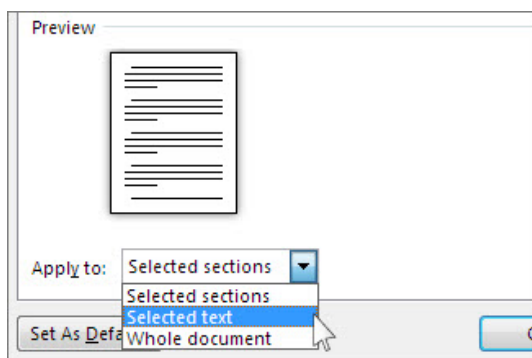 Preview
Apply to: Selected sections
Selected sections
Selected text
Set As Defa Whole document